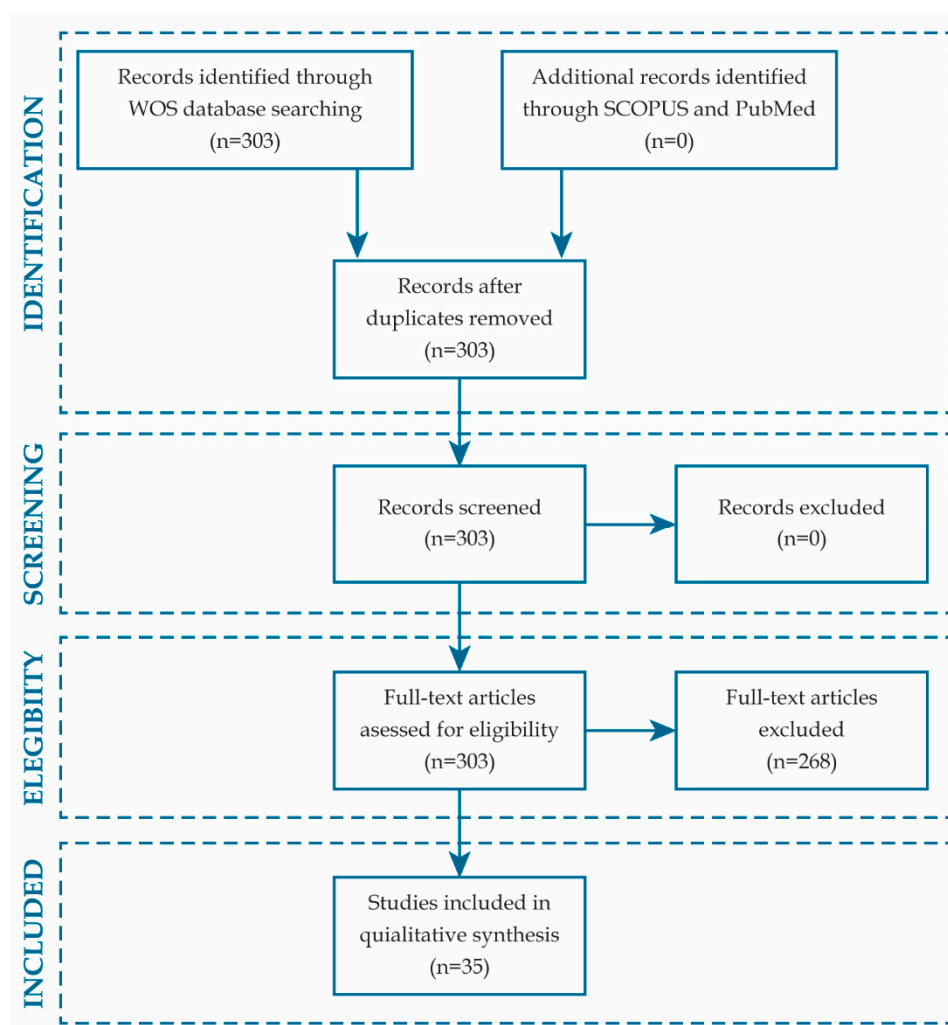 IDENTIFICATION
Records identified through
WOS database searching
(n=303)
Additional records identified
through SCOPUS and PubMed
(n=0)
Records after
duplicates removed
(n=303)
SCREENING
Records screened
(n=303)
Records excluded
(n=0)
ELEGIBIITY
Full-text articles
asessed for eligibility
(n=303)
Full-text articles
excluded
(n=268)
INCLUDED
Studies included in
quialitative synthesis
(n=35)